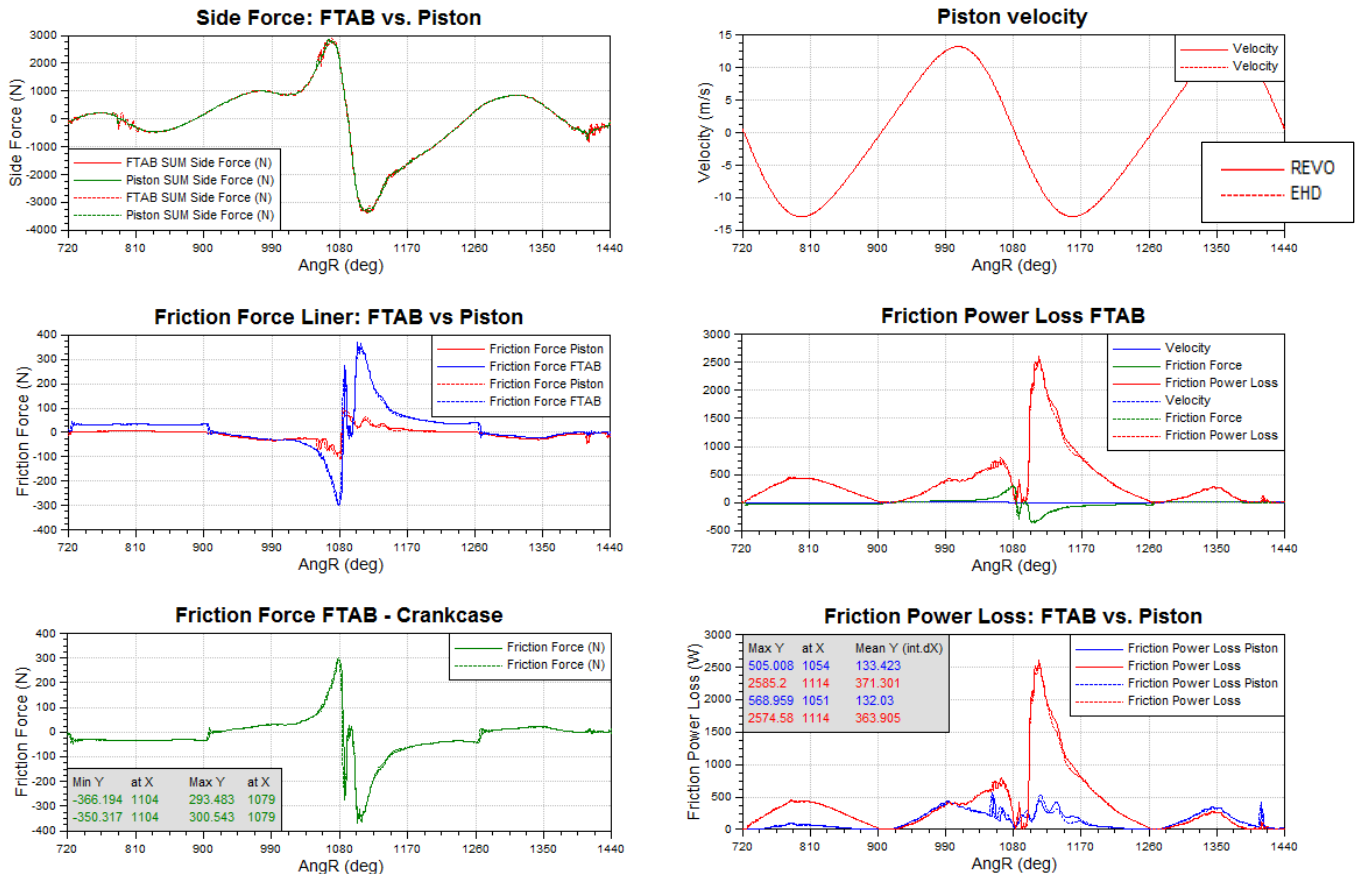 Side Force: FTAB vs. Piston
Side Force (N)
3000
2000
1000
0
-1000
-2000
-3000
-4000
FTAB SUM Side Force (N)
Piston SUM Side Force (N)
FTAB SUM Side Force (N)
Piston SUM Side Force (N)
720 810 900 990 1080 1170 1260 1350 1440
AngR (deg)
Piston velocity
Velocity (m/s)
15
10
5
0
-5
-10
-15
Velocity
Velocity
REVO
EHD
720 810 900 990 1080 1170 1260 1350 1440
AngR (deg)
Friction Force Liner: FTAB vs Piston
Friction Force (N)
400
300
200
100
0
-100
-200
-300
-400
Friction Force Piston
Friction Force FTAB
Friction Force Piston
Friction Force FTAB
720 810 900 990 1080 1170 1260 1350 1440
AngR (deg)
Friction Power Loss FTAB
3000
2500
2000
1500
1000
500
0
-500
Velocity
Friction Force
Friction Power Loss
Velocity
Friction Force
Friction Power Loss
720 810 900 990 1080 1170 1260 1350 1440
AngR (deg)
Friction Force FTAB - Crankcase
Friction Force (N)
400
300
200
100
0
-100
-200
-300
-400
Friction Force (N)
Friction Force (N)
Min Y at X Max Y at X
-366.194 1104 293.483 1079
-350.317 1104 300.543 1079
720 810 900 990 1080 1170 1260 1350 1440
AngR (deg)
Friction Power Loss: FTAB vs. Piston
Friction Power Loss (W)
3000
2500
2000
1500
1000
500
0
Max Y at X Mean Y (int.dX)
505.008 1054 133.423
2585.2 1114 371.301
568.959 1051 132.03
2574.58 1114 363.905
Friction Power Loss Piston
Friction Power Loss
Friction Power Loss Piston
Friction Power Loss
720 810 900 990 1080 1170 1260 1350 1440
AngR (deg)